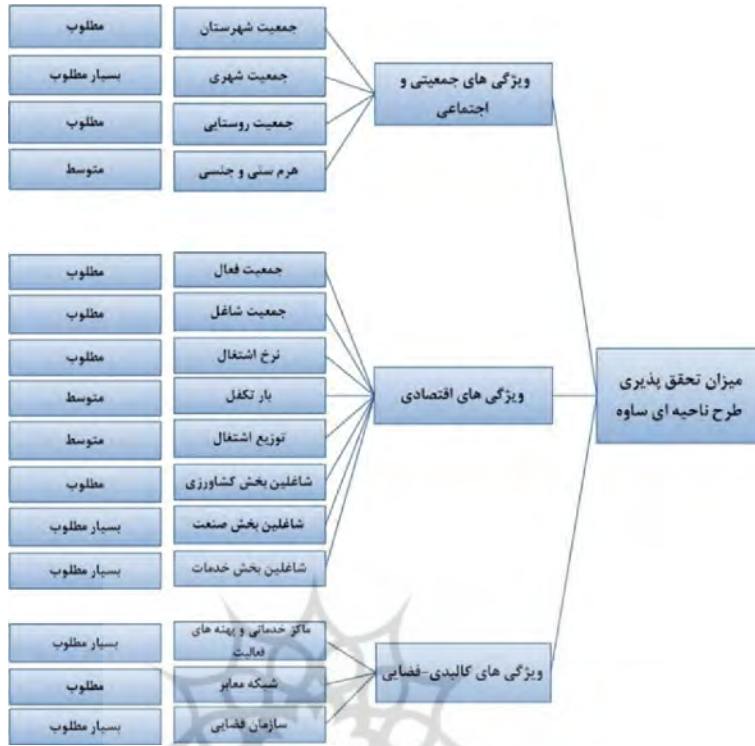 میزان تحقق پذیری
طرح ناحیه ای ساوه
ویژگی های جمعیتی و
اجتماعی
جمعیت شهرستان
مطلوب
جمعیت شهری
بسیار مطلوب
جمعیت روستایی
مطلوب
هرم سنی و جنسی
متوسط
ویژگی های اقتصادی
جمعیت فعال
مطلوب
جمعیت شاغل
مطلوب
نرخ اشتغال
مطلوب
بار تکفل
متوسط
توزیع اشتغال
متوسط
شاغلین بخش کشاورزی
مطلوب
شاغلین بخش صنعت
بسیار مطلوب
شاغلین بخش خدمات
بسیار مطلوب
ویژگی های کالبدی-فضایی
ماکز خدماتی و پهنه های
فعالیت
بسیار مطلوب
شبکه معابر
مطلوب
سازمان فضایی
بسیار مطلوب